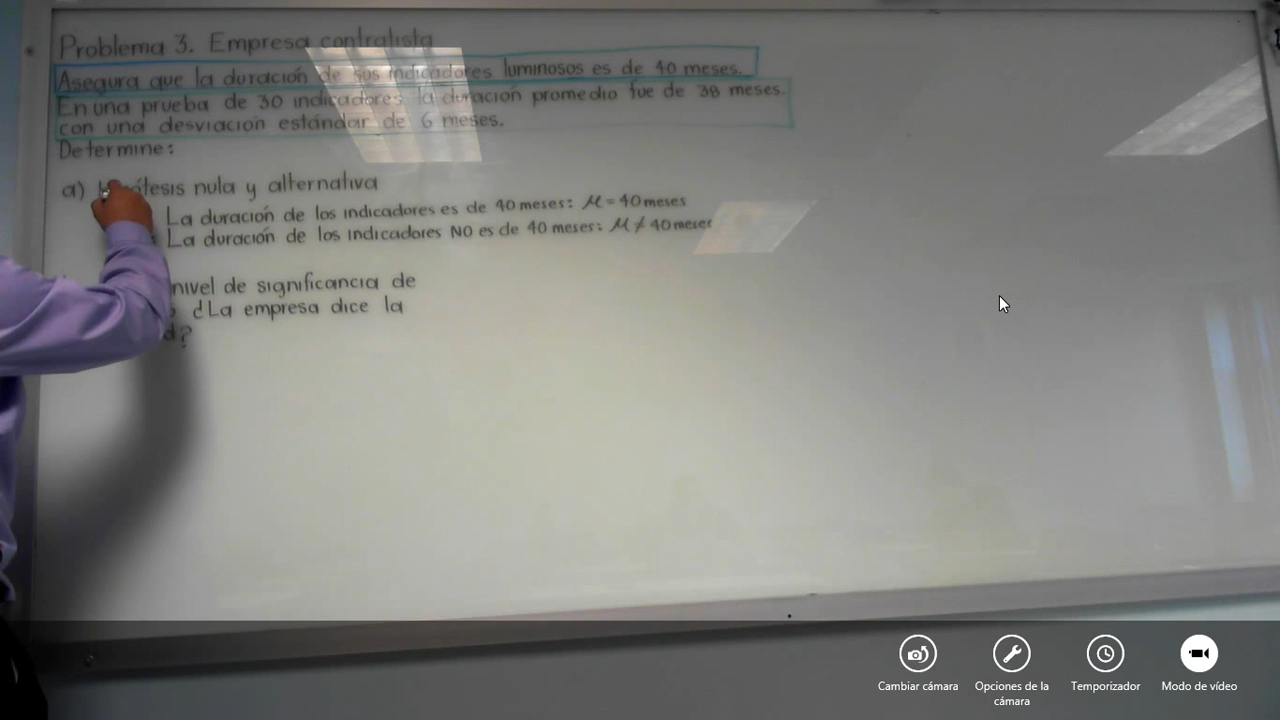 Problema 3. Empresa contratista
Asegura que la duración de sus indicadores luminosos es de 40 meses.
En una prueba de 30 indicadores la duración promedio fue de 38 meses.
con una desviación estándar de 6 meses.
Determine:
a) nula y alternativa
La duración de los indicadores es de 40 meses: μ = 40 meses
La duración de los indicadores NO es de 40 meses: μ ≠ 40 meses
nivel de significancia de
¿La empresa dice la
Cambiar cámara
Opciones de la cámara
Temporizador
Modo de vídeo